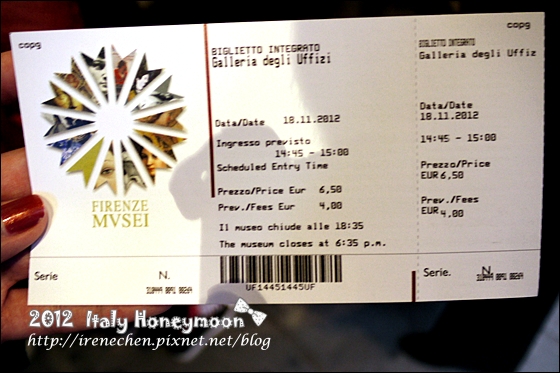 copg
BIGLIETTO INTEGRATO
Galleria degli Uffizi
Data/Date 18.11.2012
Ingresso previsto
14:45 - 15:00
Scheduled Entry Time
Prezzo/Price Eur 6,50
Prev./Fees Eur 4,00
Il museo chiude alle 18:35
The museum closes at 6:35 p.m.
FIRENZE
MVSEI
Serie N.
UF14451445UF
copg
BIGLIETTO INTEGRATO
Galleria degli Uffiz
Data/Date
18.11.2012
14:45 - 15:00
Prezzo/Price
EUR 6,50
Prev./Fees
EUR 4,00
Serie. N.
2012 Italy Honeymoon
http://irenechen.pixnet.net/blog